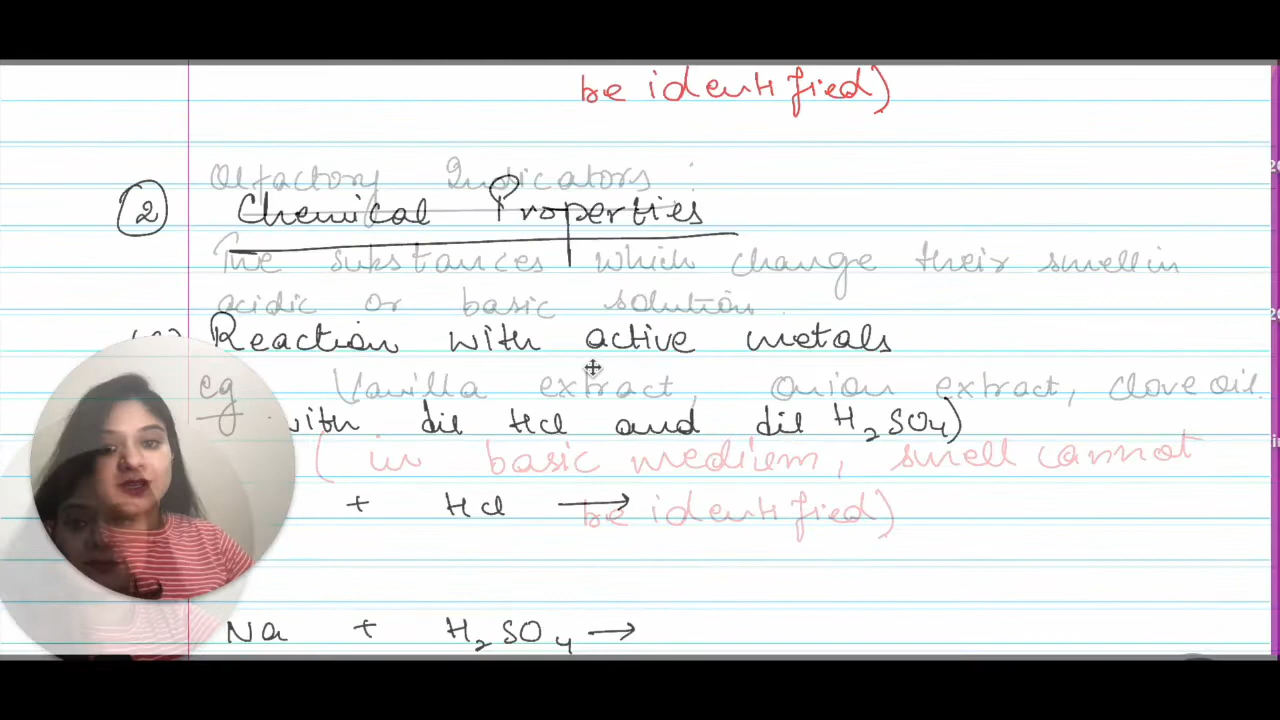 be identified)
Olfactory Indicators :
2 Chemical Properties
The substances which change their smell in
acidic or basic solution.
Reaction with active metals
eg Vanilla extract, onion extract, clove oil.
with dil HCl and dil H₂SO₄)
( in basic medium, smell cannot
+ HCl →
be identified)
Na + H₂SO₄ →